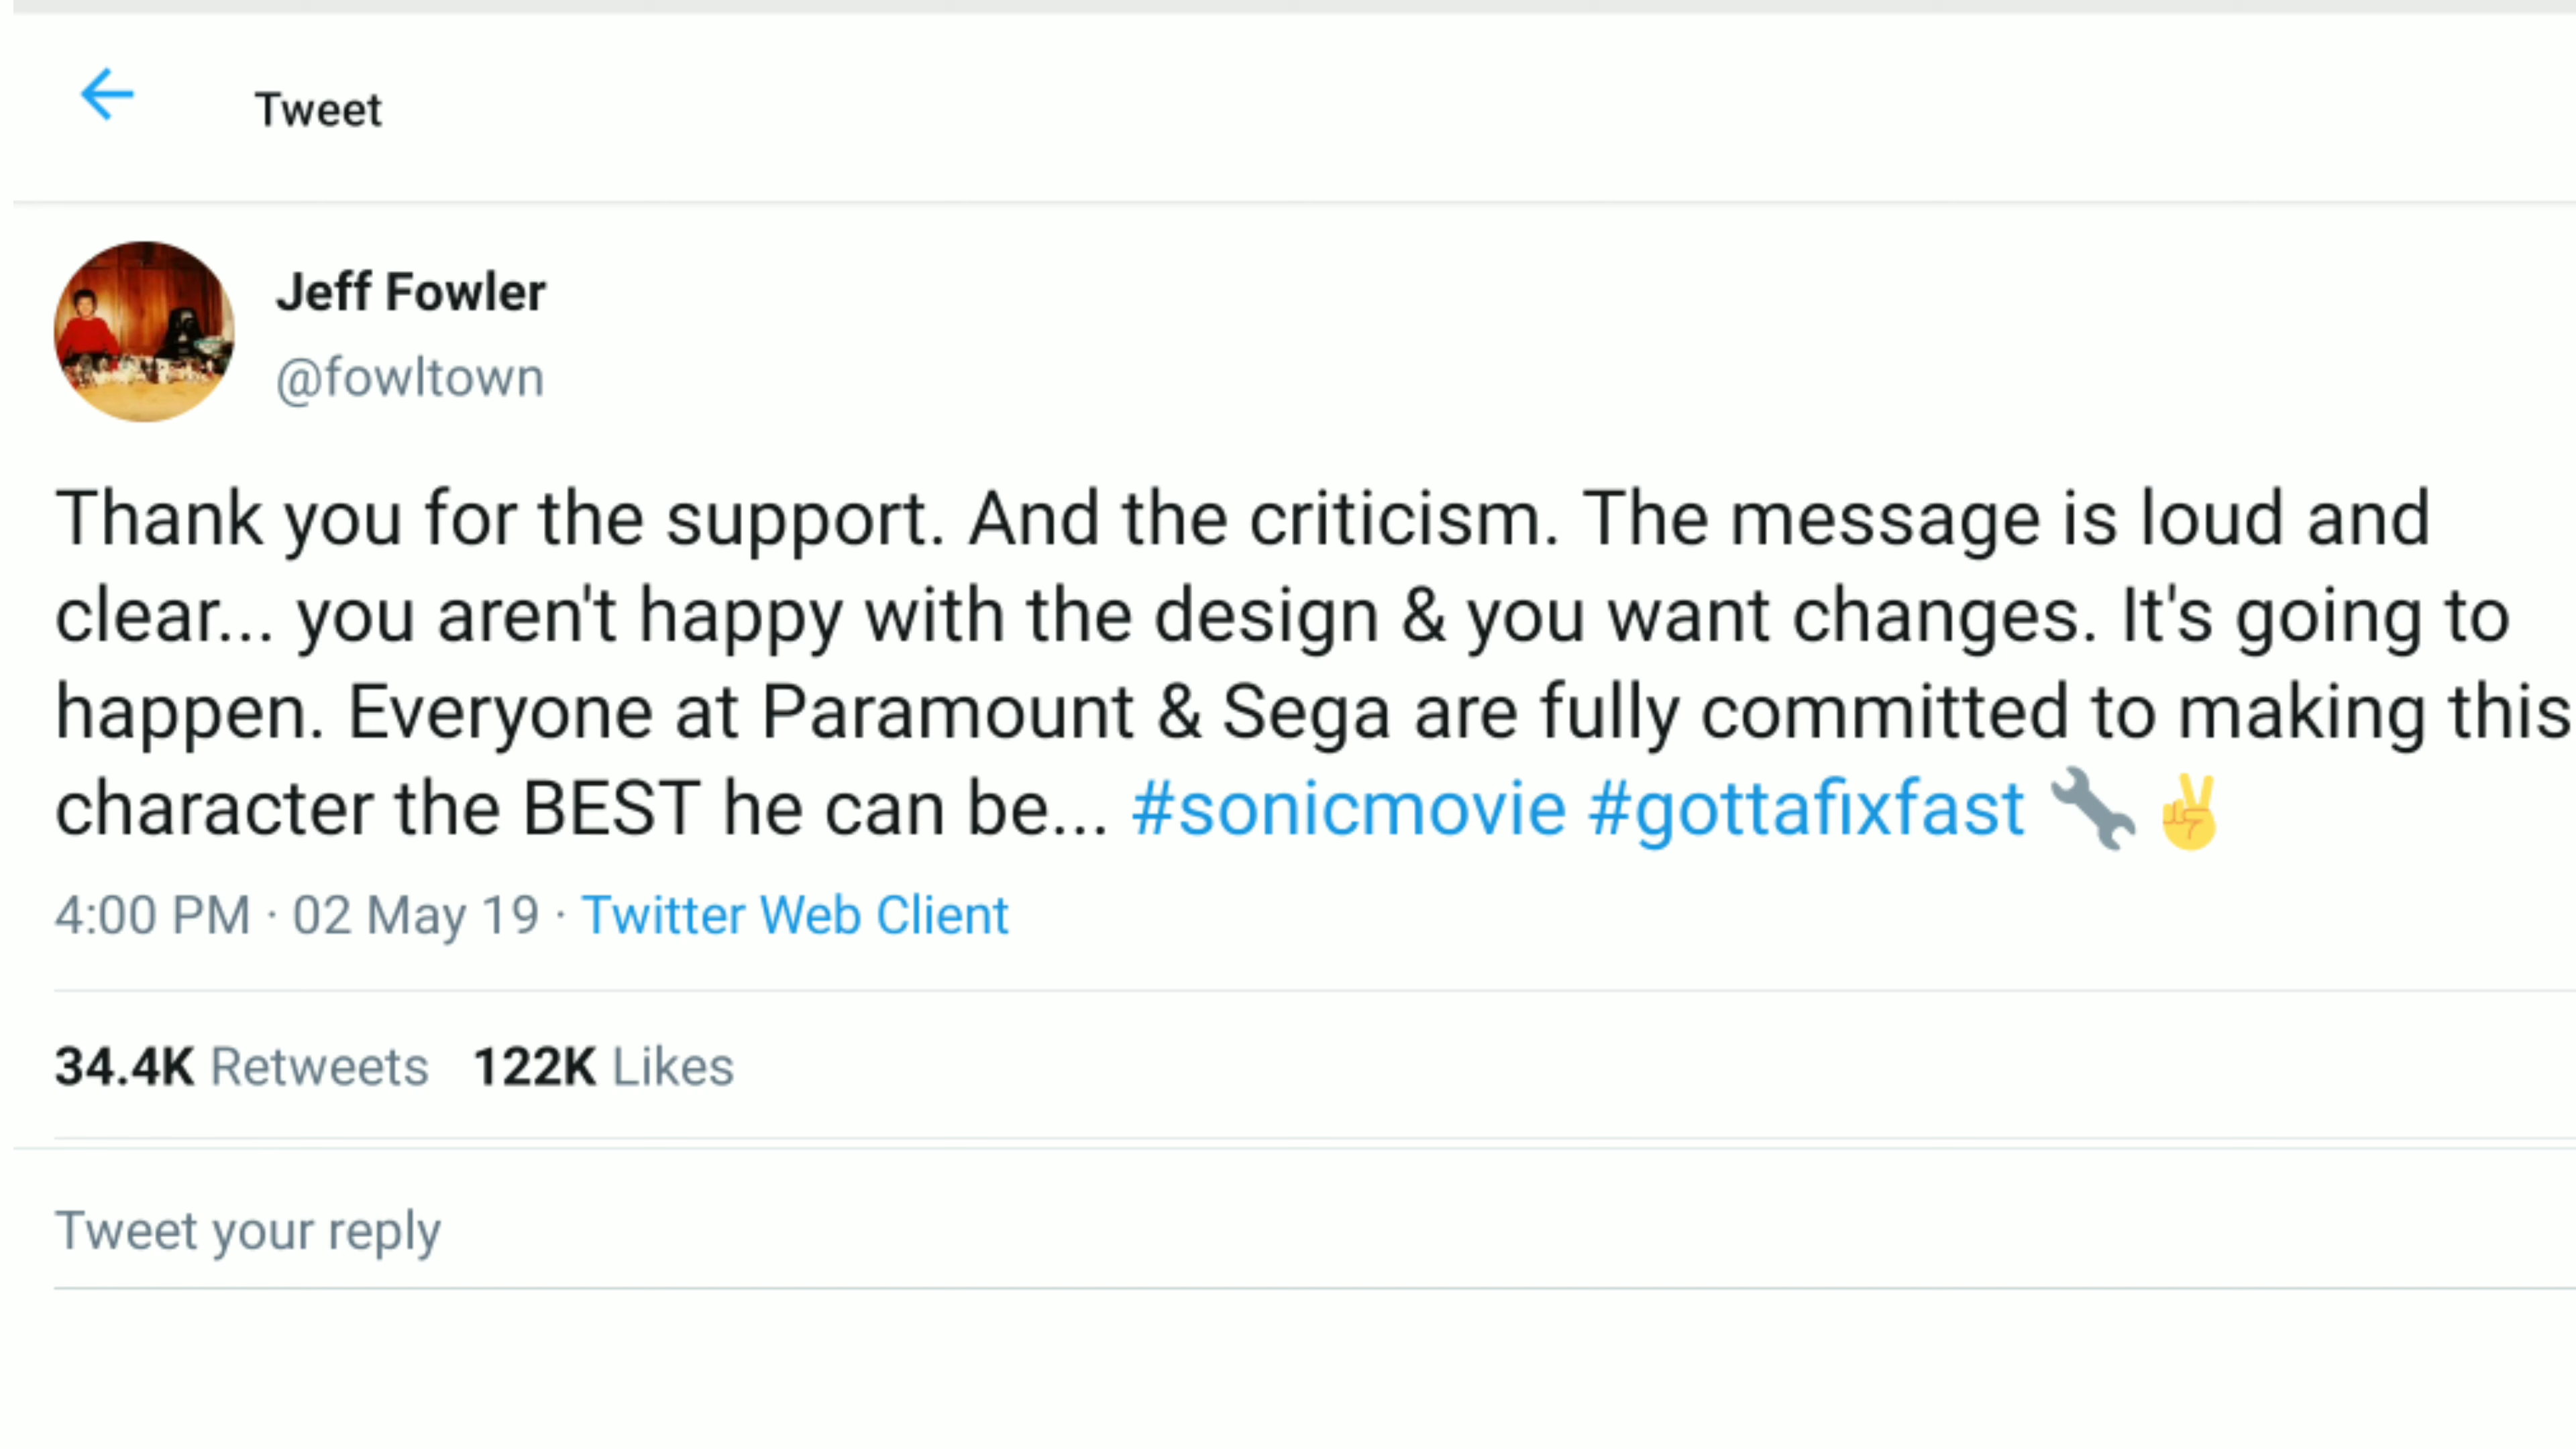 Tweet
Jeff Fowler
@fowltown
Thank you for the support. And the criticism. The message is loud and
clear... you aren't happy with the design & you want changes. It's going to
happen. Everyone at Paramount & Sega are fully committed to making this
character the BEST he can be... #sonicmovie #gottafixfast 🔧✌
4:00 PM · 02 May 19 · Twitter Web Client
34.4K Retweets 122K Likes
Tweet your reply